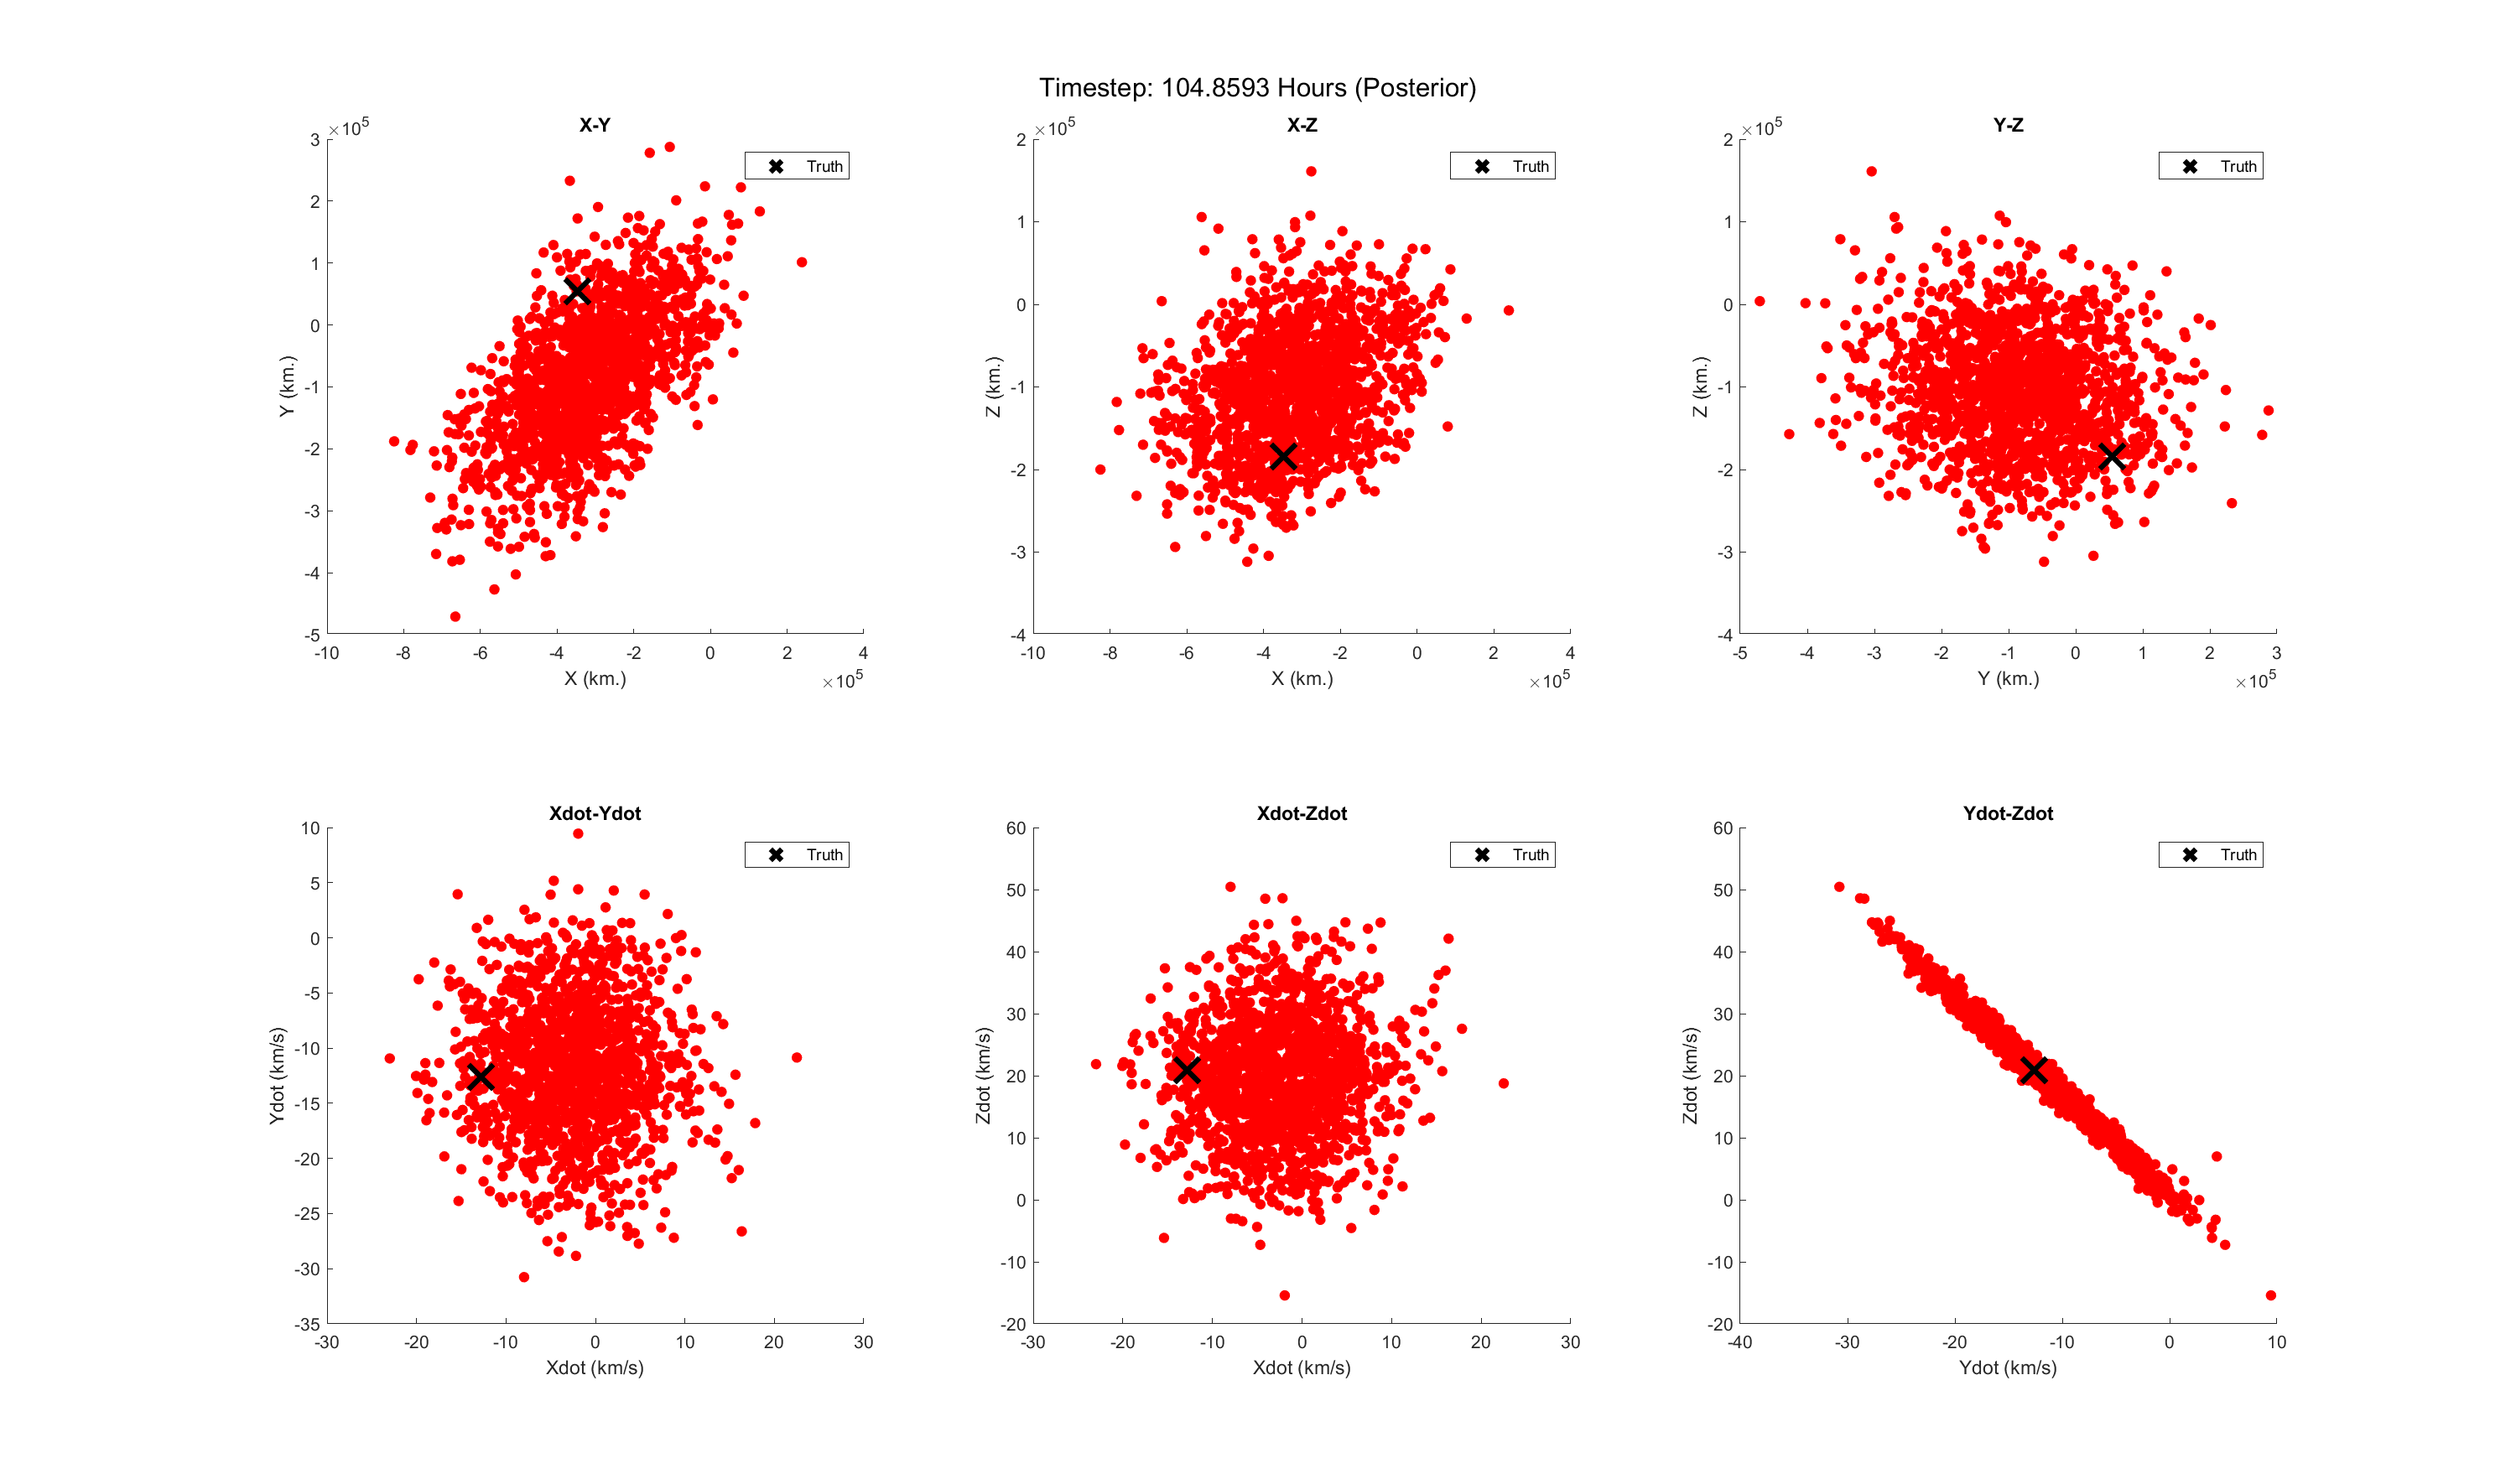 Timestep: 104.8593 Hours (Posterior)
X-Y
×10^5
3
2
1
0
-1
-2
-3
-4
-5
Y (km.)
-10 -8 -6 -4 -2 0 2 4
X (km.)
×10^5
Truth
X-Z
×10^5
2
1
0
-1
-2
-3
-4
Z (km.)
-10 -8 -6 -4 -2 0 2 4
X (km.)
×10^5
Truth
Y-Z
×10^5
2
1
0
-1
-2
-3
-4
Z (km.)
-5 -4 -3 -2 -1 0 1 2 3
Y (km.)
×10^5
Truth
Xdot-Ydot
10
5
0
-5
-10
-15
-20
-25
-30
-35
Ydot (km/s)
-30 -20 -10 0 10 20 30
Xdot (km/s)
Truth
Xdot-Zdot
60
50
40
30
20
10
0
-10
-20
Zdot (km/s)
-30 -20 -10 0 10 20 30
Xdot (km/s)
Truth
Ydot-Zdot
60
50
40
30
20
10
0
-10
-20
Zdot (km/s)
-40 -30 -20 -10 0 10
Ydot (km/s)
Truth